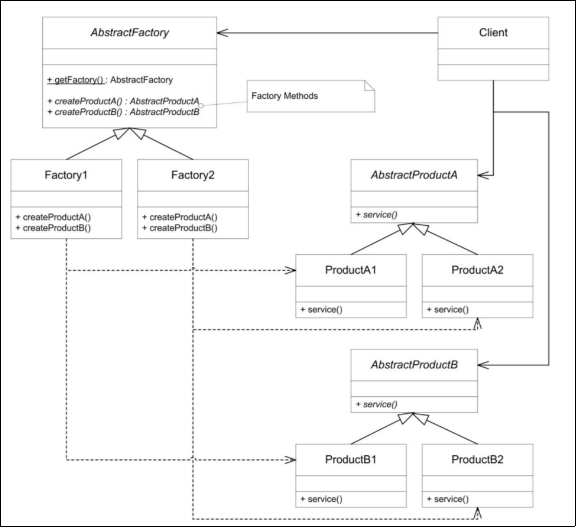 AbstractFactory
Client
+ getFactory() : AbstractFactory
+ createProductA() : AbstractProductA
+ createProductB() : AbstractProductB
Factory Methods
Factory1
Factory2
+ createProductA()
+ createProductB()
+ createProductA()
+ createProductB()
AbstractProductA
+ service()
ProductA1
ProductA2
+ service()
+ service()
AbstractProductB
+ service()
ProductB1
ProductB2
+ service()
+ service()